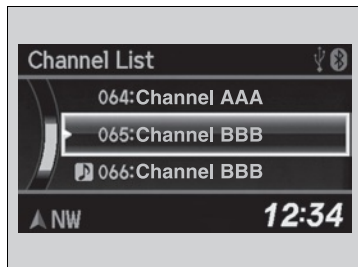 Channel List
064:Channel AAA
065:Channel BBB
066:Channel BBB
NW
12:34